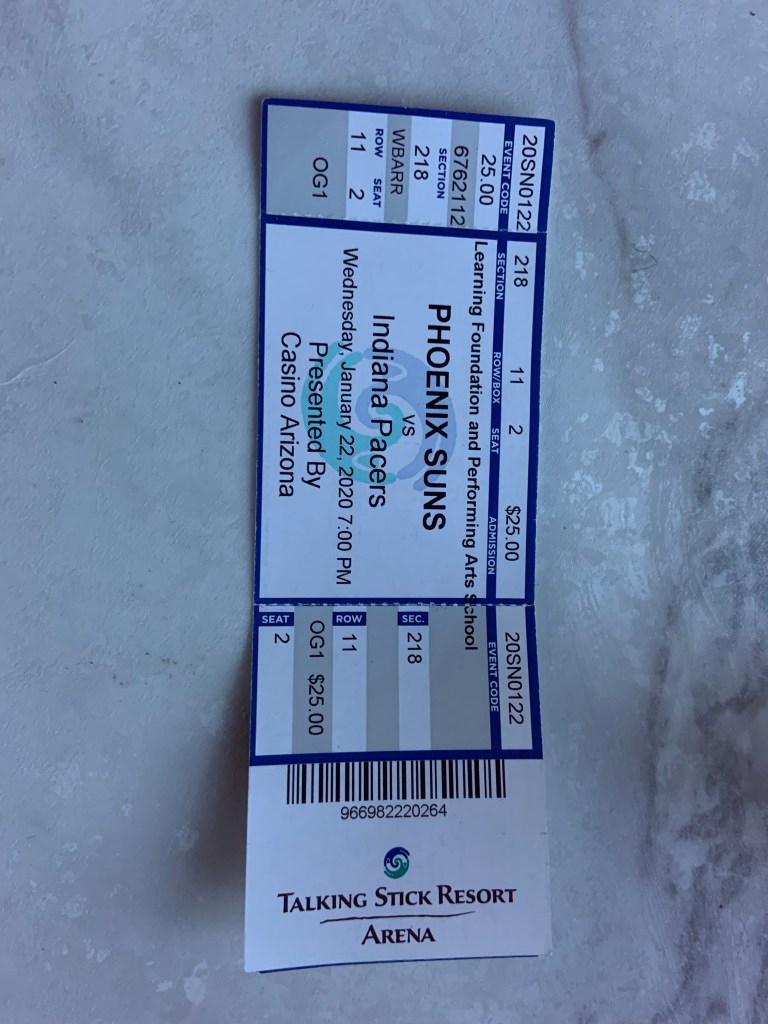 20SN0122
EVENT CODE
25.00
6762112
SECTION
218
WBARR
ROW SEAT
11 2
OG1
218 11 2 $25.00
SECTION ROW/BOX SEAT ADMISSION
Learning Foundation and Performing Arts School
PHOENIX SUNS
vs
Indiana Pacers
Wednesday, January 22, 2020 7:00 PM
Presented By
Casino Arizona
20SN0122
EVENT CODE
SEC.
218
ROW
11
OG1 $25.00
SEAT
2
966982220264
TALKING STICK RESORT
ARENA